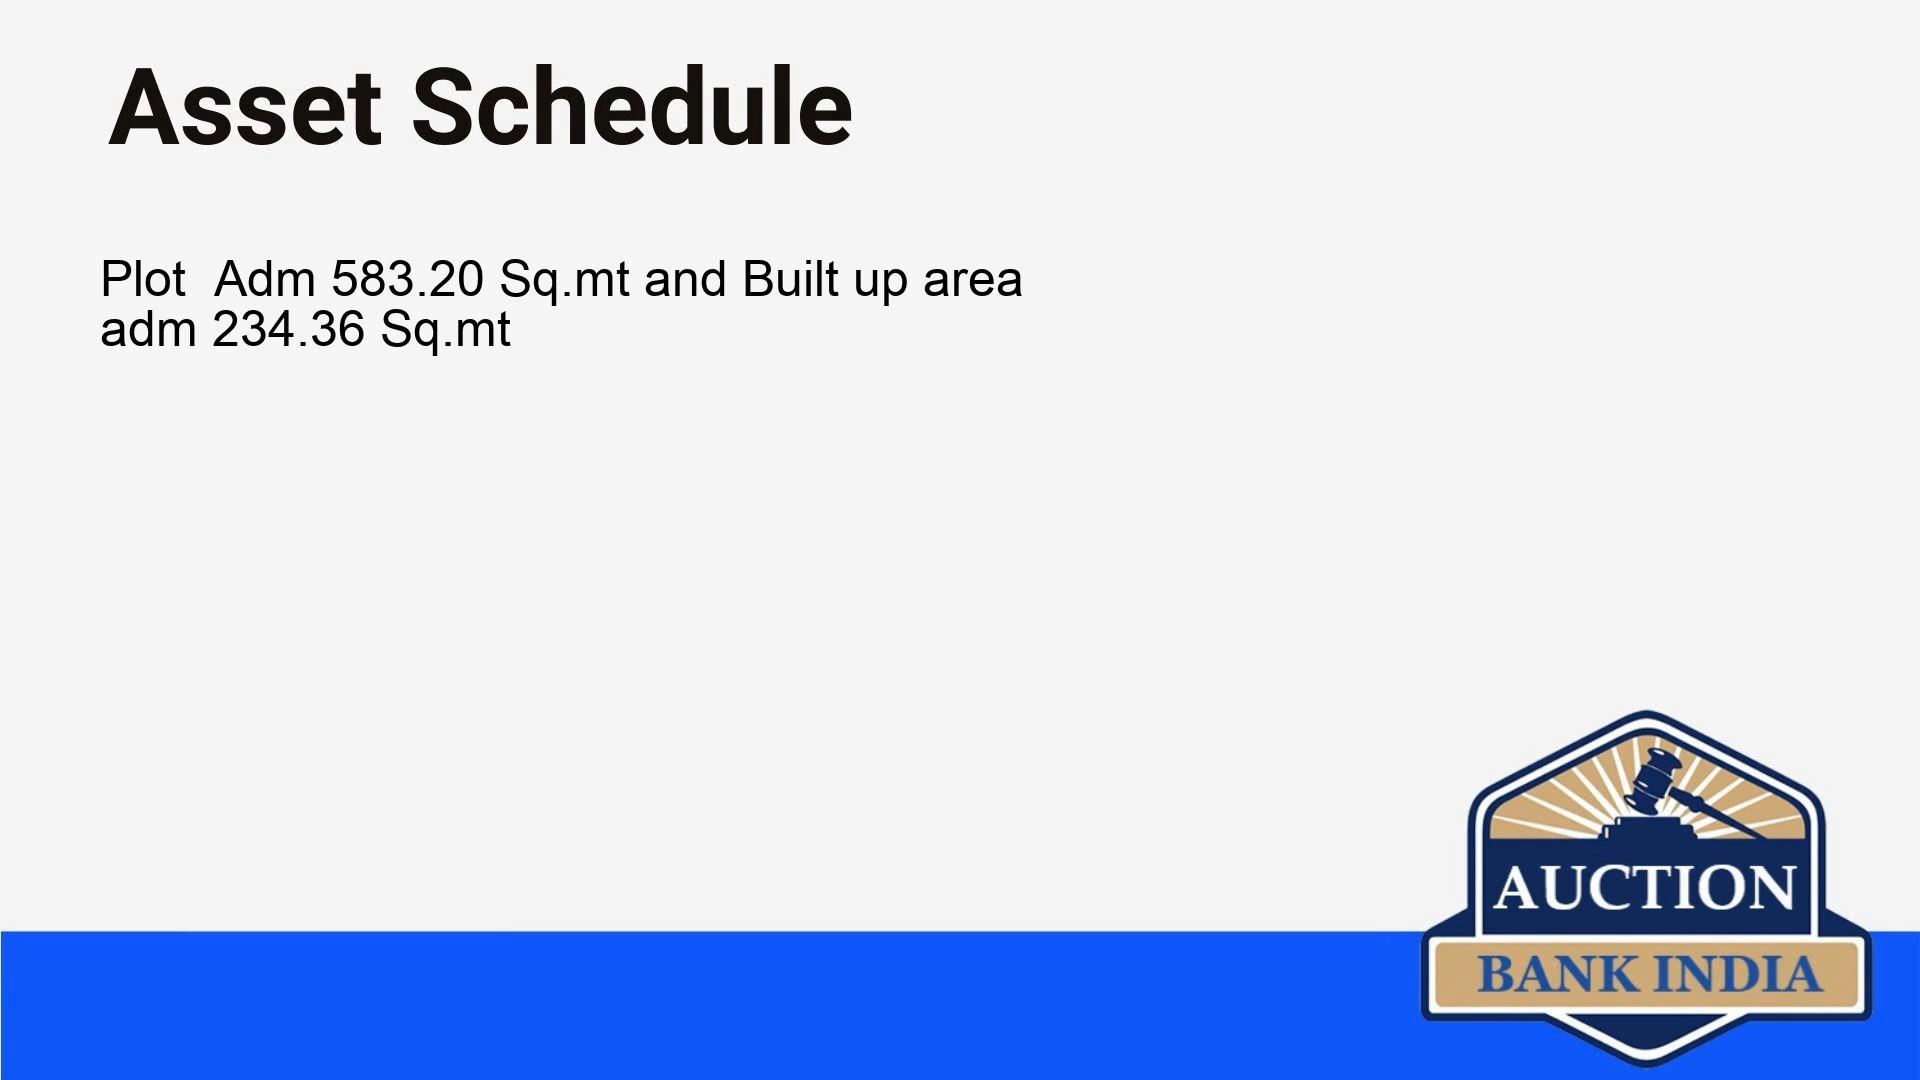 Asset Schedule
Plot  Adm 583.20 Sq.mt and Built up area
adm 234.36 Sq.mt
AUCTION
BANK INDIA